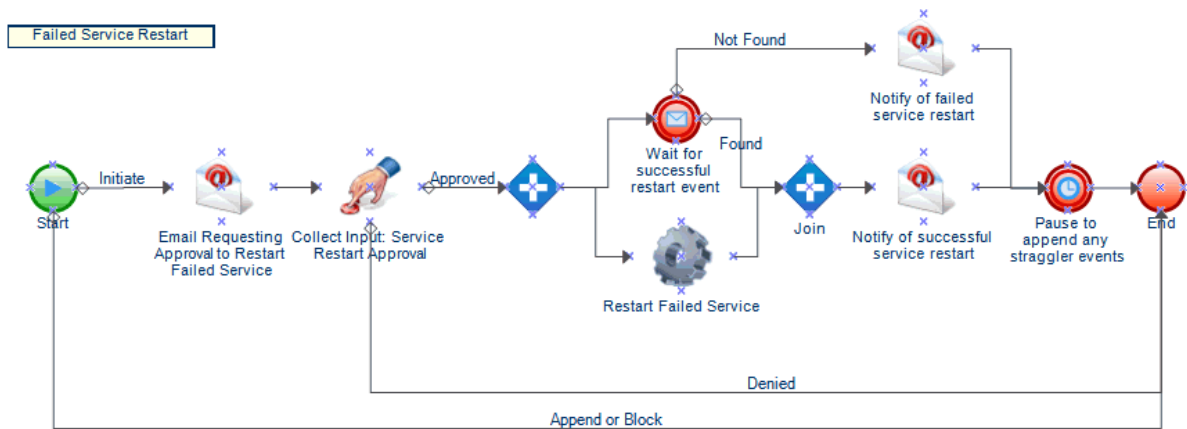 Failed Service Restart
Not Found
Notify of failed
service restart
Found
Wait for
successful
restart event
Initiate
Approved
Start
Email Requesting
Approval to Restart
Failed Service
Collect Input: Service
Restart Approval
Join
Notify of successful
service restart
Pause to
append any
straggler events
End
Restart Failed Service
Denied
Append or Block